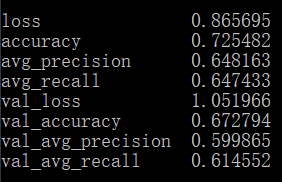 loss 0.865695
accuracy 0.725482
avg_precision 0.648163
avg_recall 0.647433
val_loss 1.051966
val_accuracy 0.672794
val_avg_precision 0.599865
val_avg_recall 0.614552